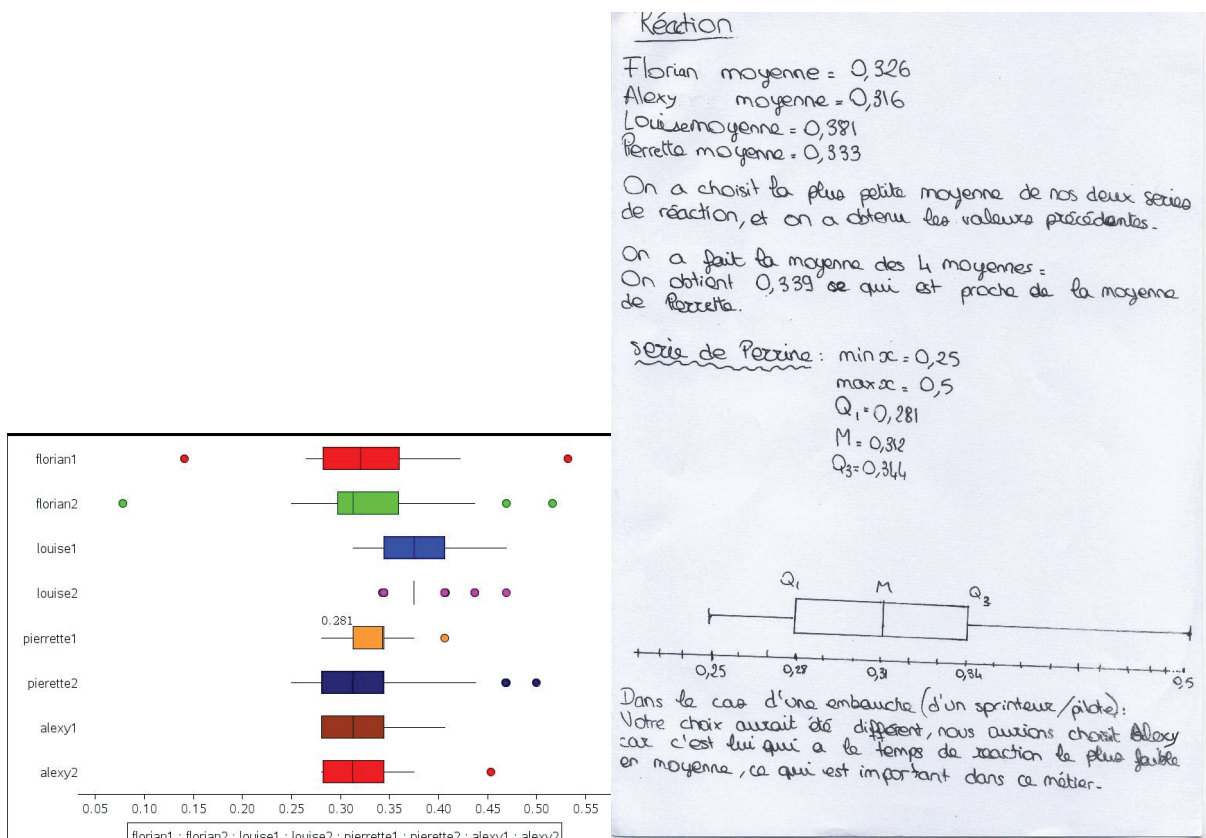 florian1
florian2
louise1
louise2
0.281
pierrette1
pierette2
alexy1
alexy2
0.05 0.10 0.15 0.20 0.25 0.30 0.35 0.40 0.45 0.50 0.55
florian1 ; florian2 ; louise1 ; louise2 ; pierrette1 ; pierette2 ; alexy1 ; alexy2
Réaction
Florian moyenne = 0,326
Alexy moyenne = 0,316
Louise moyenne = 0,381
Pierrette moyenne = 0,333
On a choisit la plus petite moyenne de nos deux series
de réaction, et on a obtenu les valeurs précédentes.
On a fait la moyenne des 4 moyennes =
On obtient 0,339 se qui est proche de la moyenne
de Pierrette.
serie de Perrine : min x = 0,25
max x = 0,5
Q1 = 0,281
M = 0,312
Q3 = 0,344
Q1 M Q3
0,25 0,28 0,31 0,34 0,5
Dans le cas d'une embauche (d'un sprinteur/pilote) :
Votre choix aurait été différent, nous aurions choisit Alexy
car c'est lui qui a le temps de reaction le plus faible
en moyenne, ce qui est important dans ce métier.